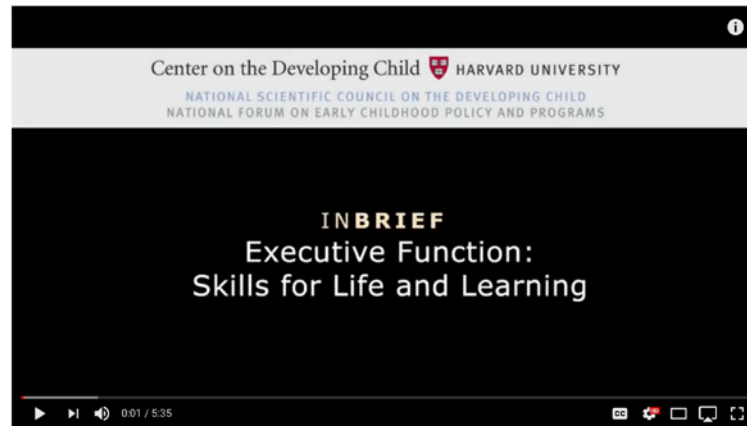 Center on the Developing Child HARVARD UNIVERSITY
NATIONAL SCIENTIFIC COUNCIL ON THE DEVELOPING CHILD
NATIONAL FORUM ON EARLY CHILDHOOD POLICY AND PROGRAMS
INBRIEF
Executive Function:
Skills for Life and Learning
0:01 / 5:35
CC